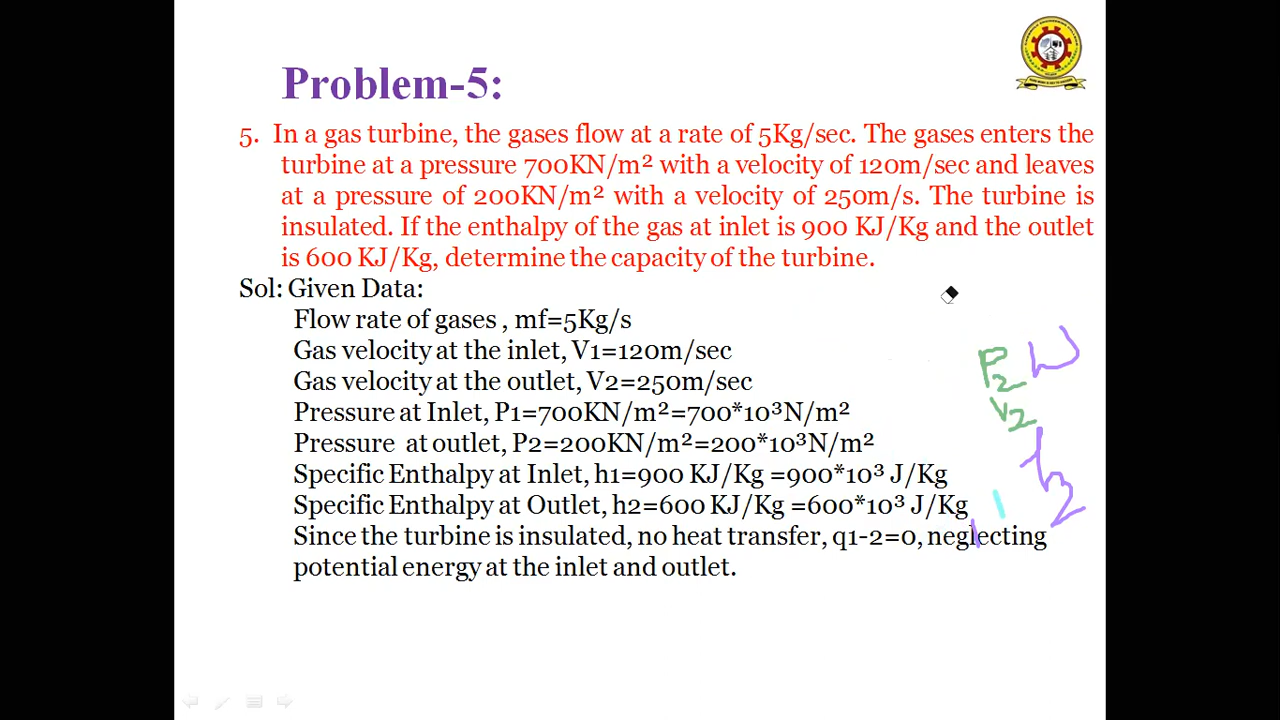 Problem-5:
5. In a gas turbine, the gases flow at a rate of 5Kg/sec. The gases enters the
turbine at a pressure 700KN/m² with a velocity of 120m/sec and leaves
at a pressure of 200KN/m² with a velocity of 250m/s. The turbine is
insulated. If the enthalpy of the gas at inlet is 900 KJ/Kg and the outlet
is 600 KJ/Kg, determine the capacity of the turbine.
Sol: Given Data:
Flow rate of gases , mf=5Kg/s
Gas velocity at the inlet, V1=120m/sec
Gas velocity at the outlet, V2=250m/sec
Pressure at Inlet, P1=700KN/m²=700*10³N/m²
Pressure at outlet, P2=200KN/m²=200*10³N/m²
Specific Enthalpy at Inlet, h1=900 KJ/Kg =900*10³ J/Kg
Specific Enthalpy at Outlet, h2=600 KJ/Kg =600*10³ J/Kg
Since the turbine is insulated, no heat transfer, q1-2=0, neglecting
potential energy at the inlet and outlet.
P2
V2
h2